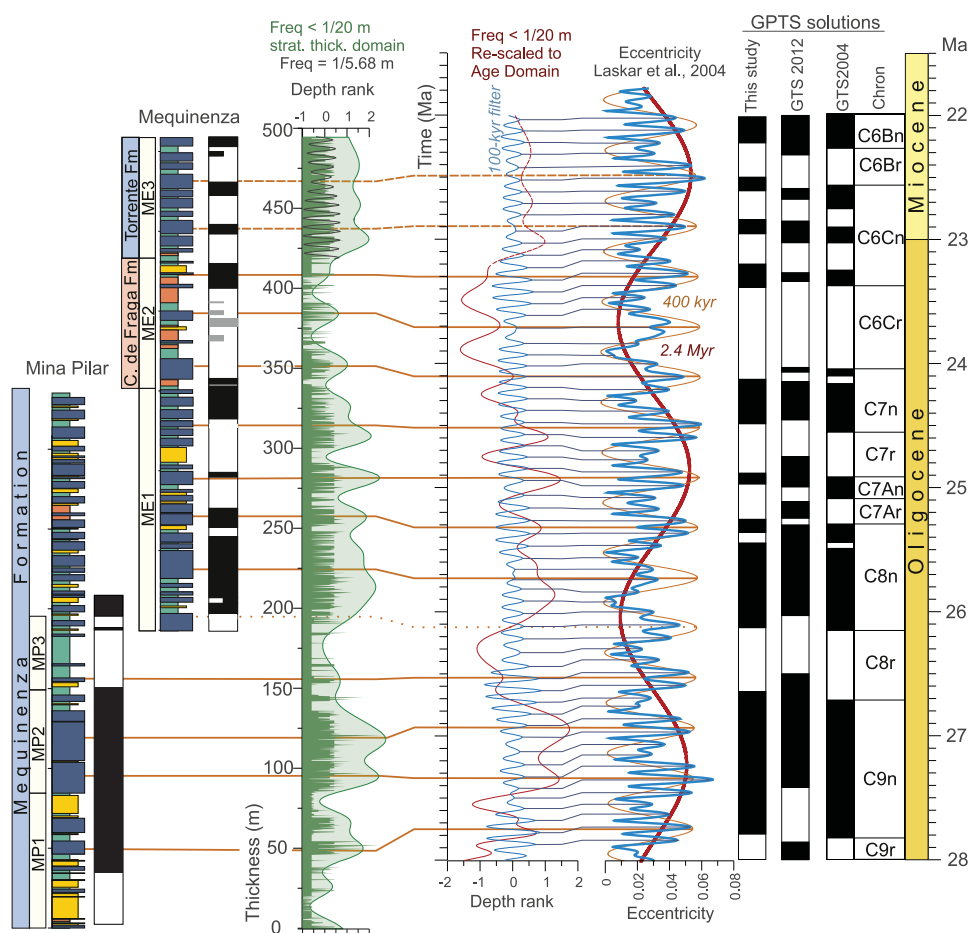 Freq < 1/20 m
strat. thick. domain
Freq = 1/5.68 m
Depth rank
-1 0 1 2
Freq < 1/20 m
Re-scaled to
Age Domain
Eccentricity
Laskar et al., 2004
GPTS solutions
This study
GTS 2012
GTS2004
Chron
Ma
Mequinenza
Time (Ma)
100-kyr filter
Torrente Fm
C. de Fraga Fm
ME3
ME2
ME1
500
450
400
350
300
250
200
150
100
50
0
Thickness (m)
400 kyr
2.4 Myr
Mina Pilar
Mequinenza Formation
MP3
MP2
MP1
C6Bn
C6Br
C6Cn
C6Cr
C7n
C7r
C7An
C7Ar
C8n
C8r
C9n
C9r
Miocene
Oligocene
22
23
24
25
26
27
28
-2 -1 0 1 2
Depth rank
0 0.02 0.04 0.06 0.08
Eccentricity